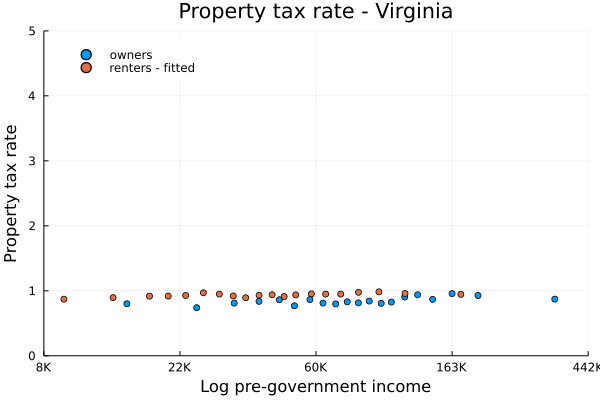 Property tax rate - Virginia
owners
renters - fitted
Property tax rate
5
4
3
2
1
0
8K 22K 60K 163K 442K
Log pre-government income